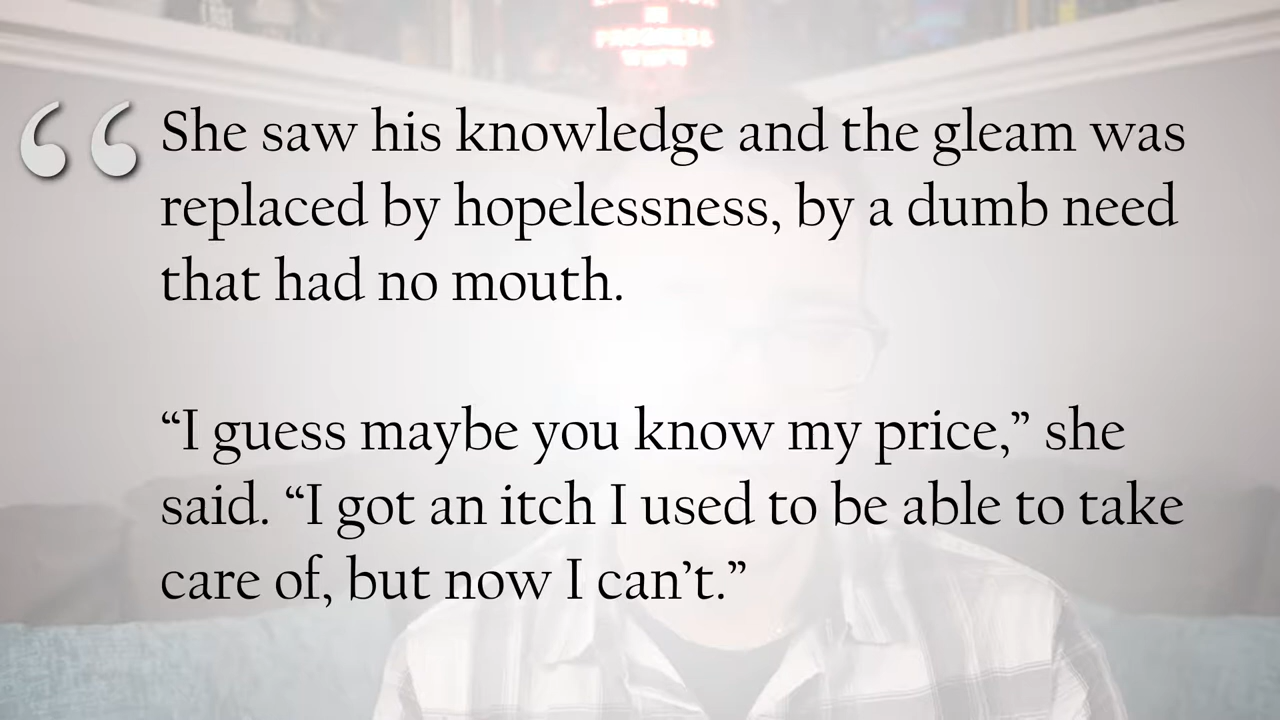 She saw his knowledge and the gleam was
replaced by hopelessness, by a dumb need
that had no mouth.
“I guess maybe you know my price,” she
said. “I got an itch I used to be able to take
care of, but now I can’t.”
IN
PROGRESS